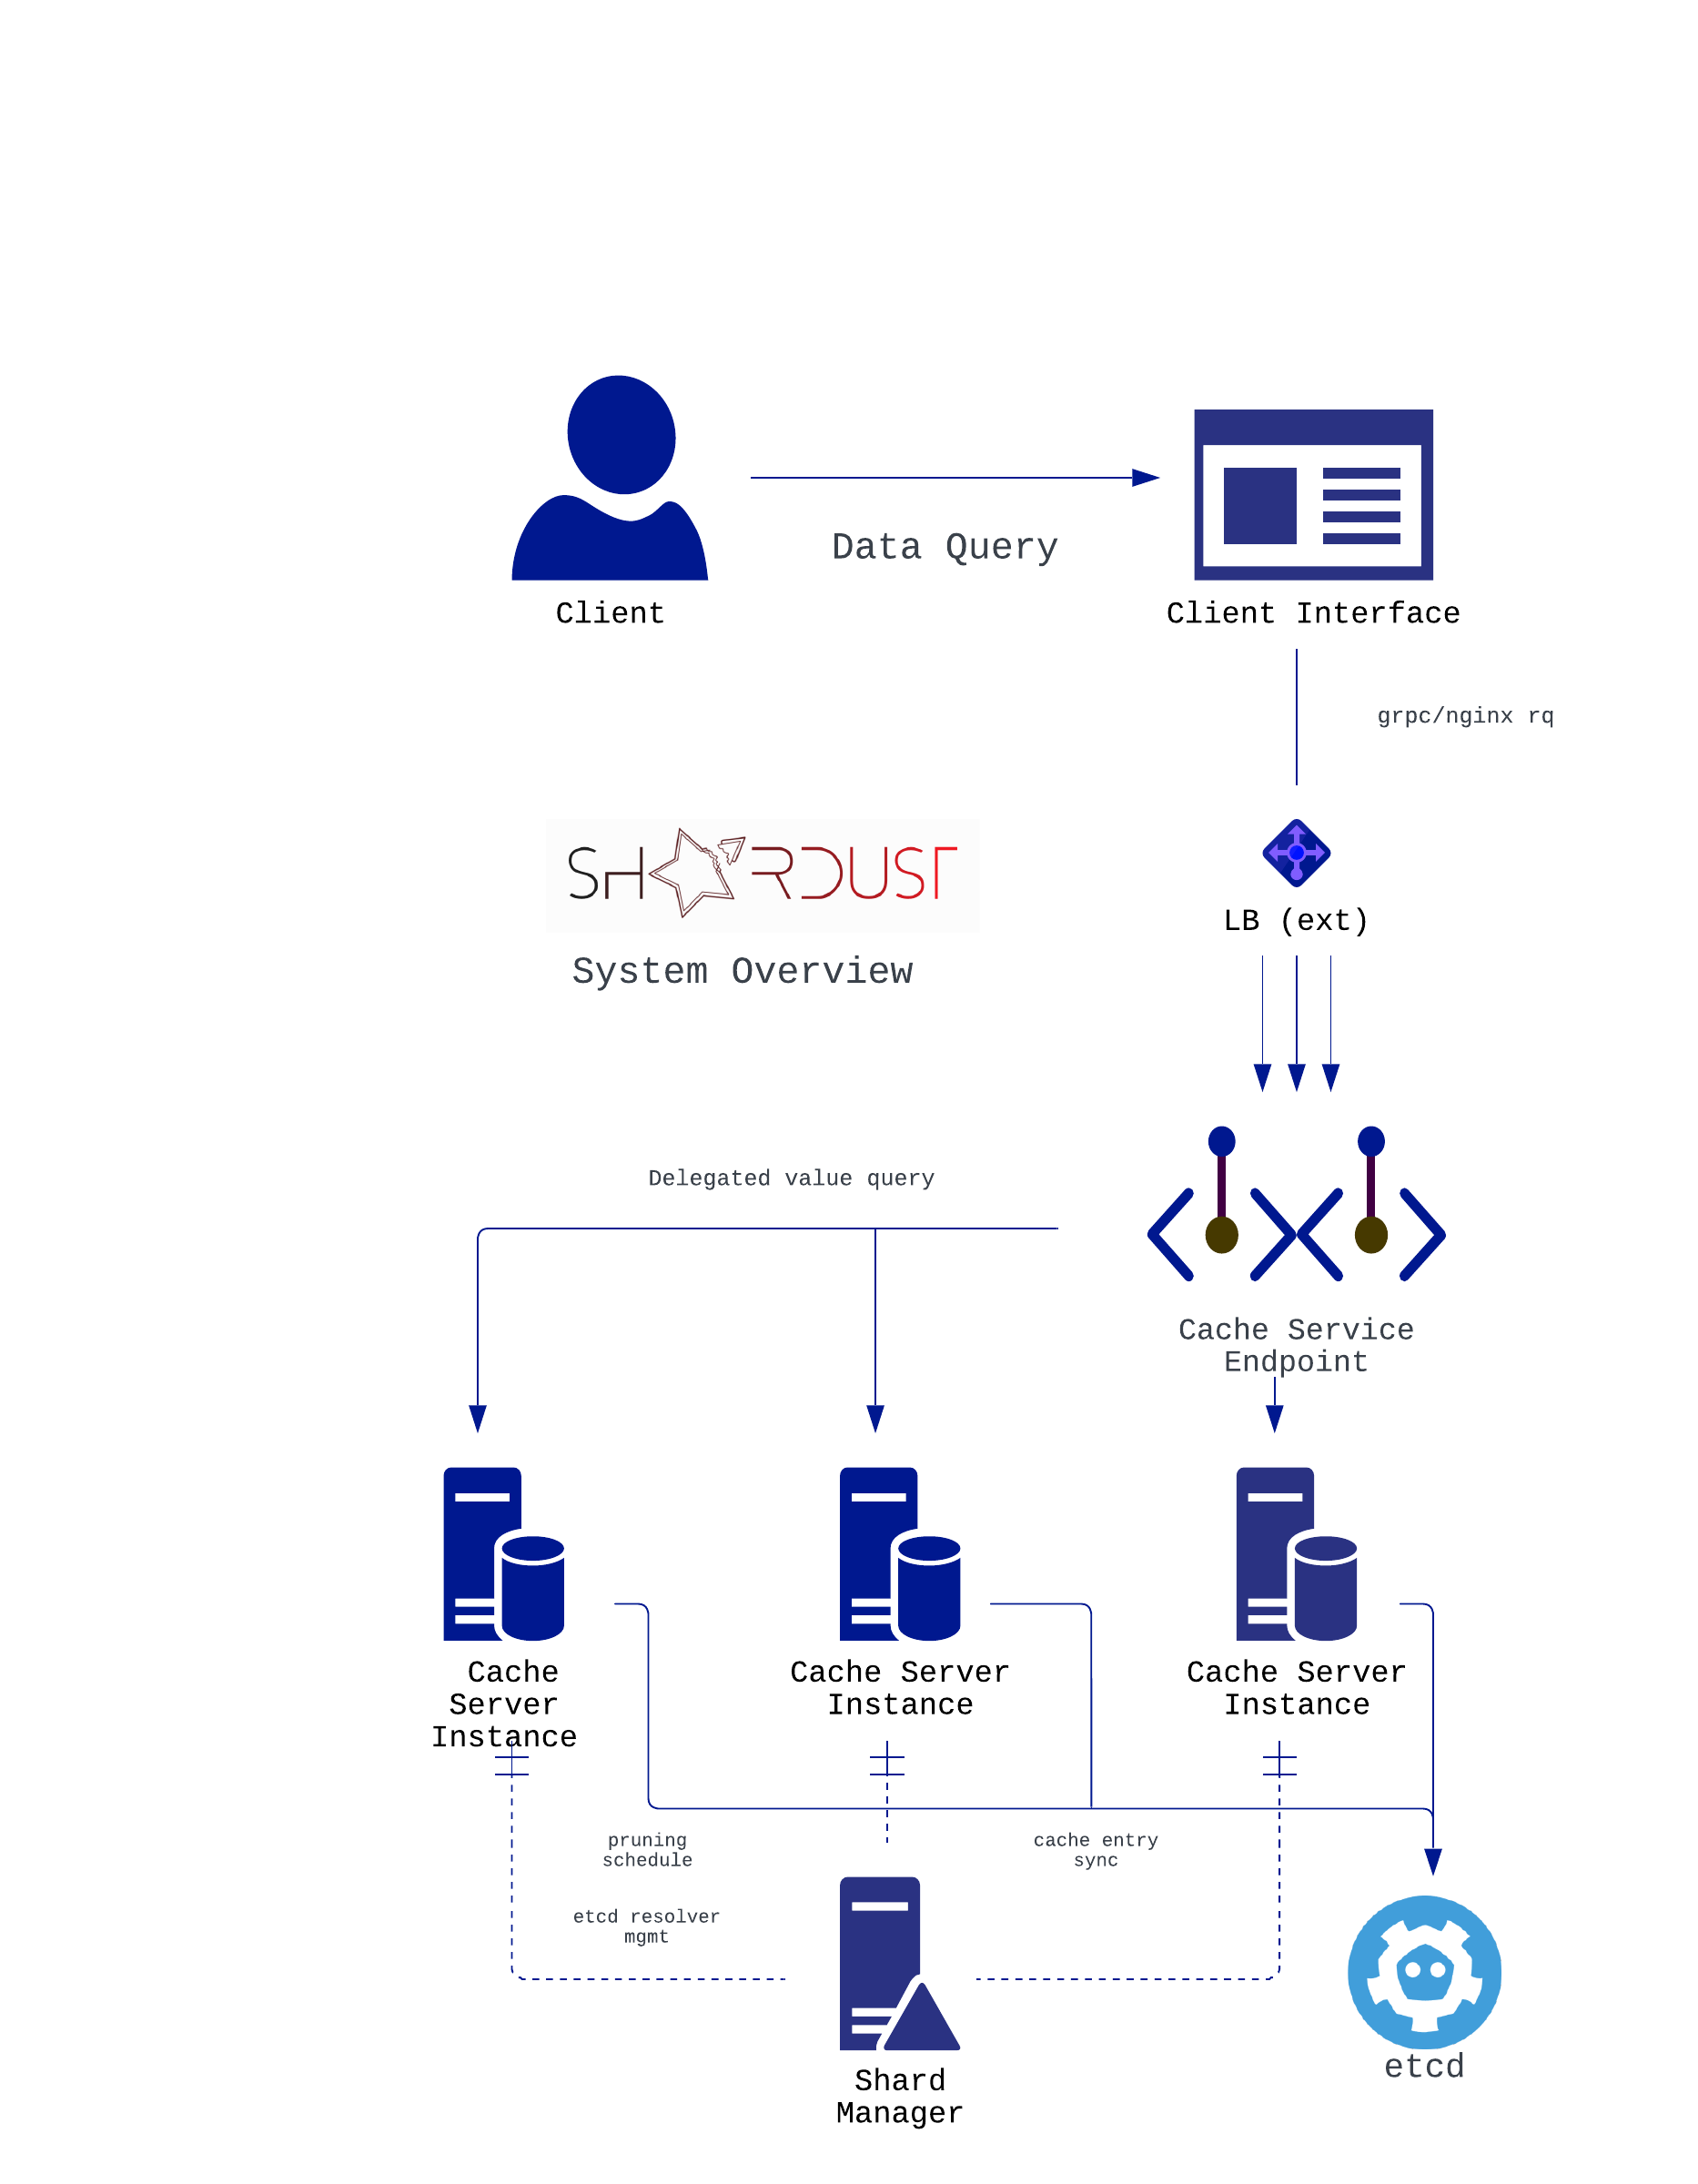 Data Query
Client
Client Interface
grpc/nginx rq
SHARDUST
System Overview
LB (ext)
Delegated value query
Cache Service
Endpoint
Cache
Server
Instance
Cache Server
Instance
Cache Server
Instance
pruning
schedule
cache entry
sync
etcd resolver
mgmt
etcd
Shard
Manager